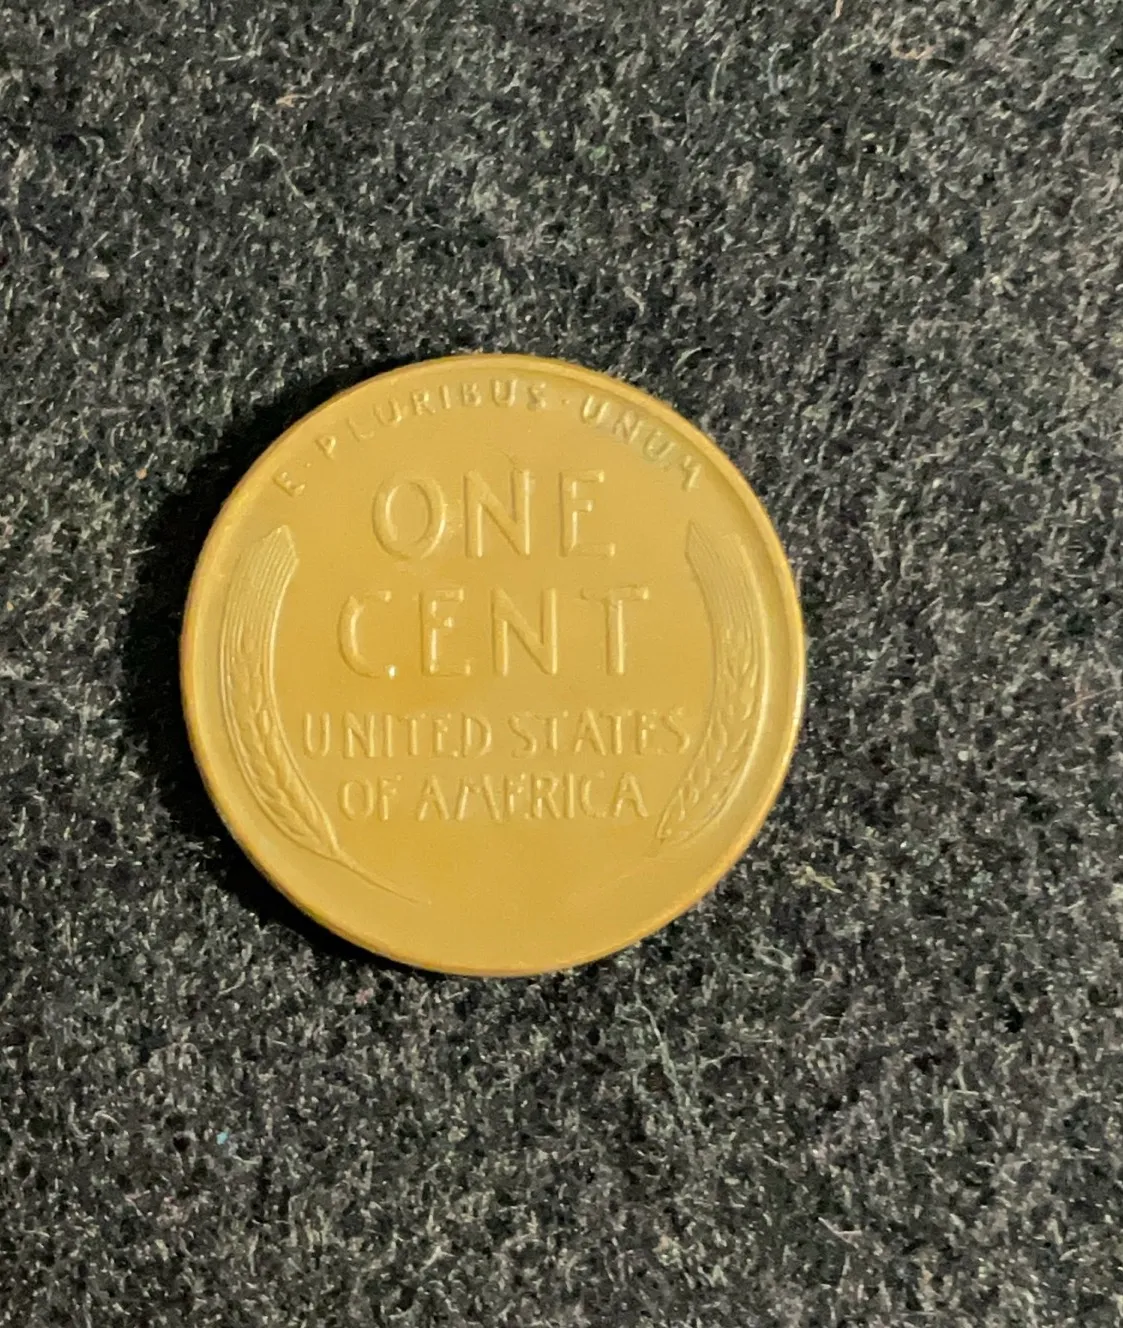 E · PLURIBUS · UNUM
ONE
CENT
UNITED STATES
OF AMERICA